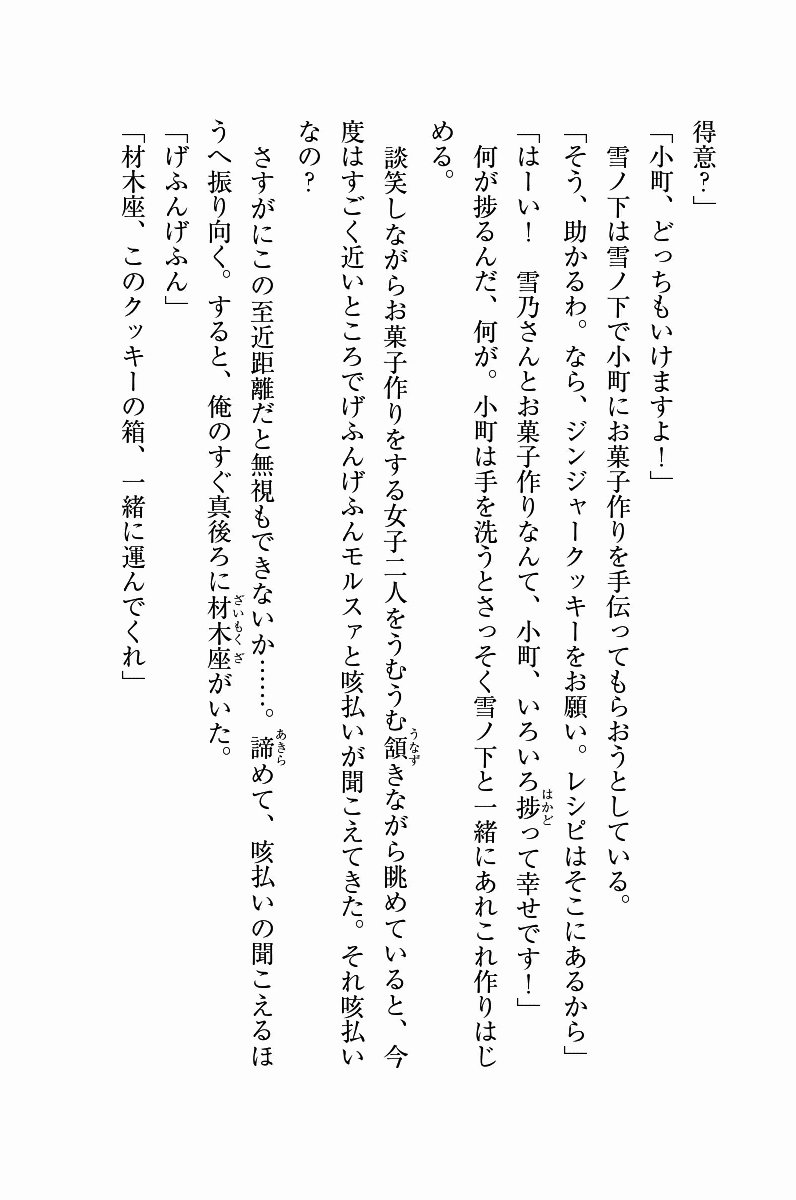 得意？」
「小町、どっちもいけますよ！」
　雪ノ下は雪ノ下で小町にお菓子作りを手伝ってもらおうとしている。
「そう、助かるわ。なら、ジンジャークッキーをお願い。レシピはそこにあるから」
「はーい！　雪乃さんとお菓子作りなんて、小町、いろいろ捗って幸せです！」
　何が捗るんだ、何が。小町は手を洗うとさっそく雪ノ下と一緒にあれこれ作りはじ
める。
　談笑しながらお菓子作りをする女子二人をうむうむ頷きながら眺めていると、今
度はすごく近いところでげふんげふんモルスァと咳払いが聞こえてきた。それ咳払い
なの？
　さすがにこの至近距離だと無視もできないか……。諦めて、咳払いの聞こえるほ
うへ振り向く。すると、俺のすぐ真後ろに材木座がいた。
「げふんげふん」
「材木座、このクッキーの箱、一緒に運んでくれ」